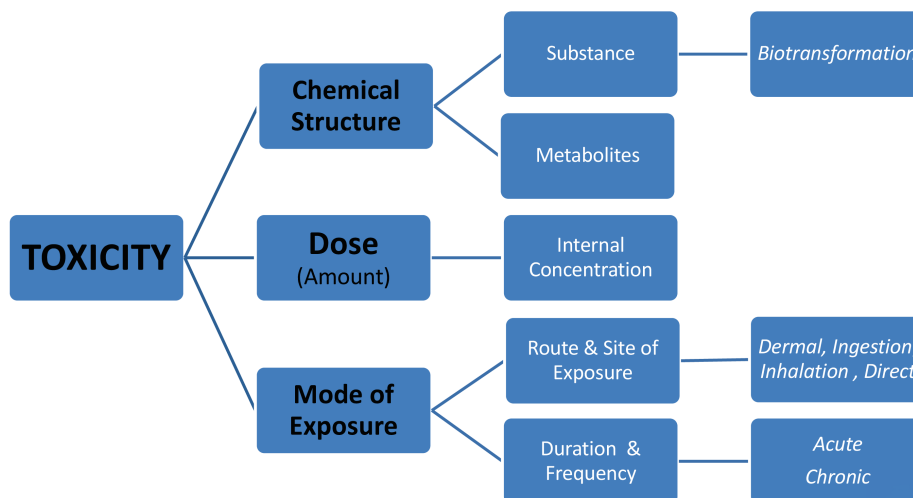 Substance
Biotransformation
Chemical
Structure
Metabolites
TOXICITY
Dose
(Amount)
Internal
Concentration
Route & Site of
Exposure
Dermal, Ingestion
Inhalation , Direct
Mode of
Exposure
Duration &
Frequency
Acute
Chronic